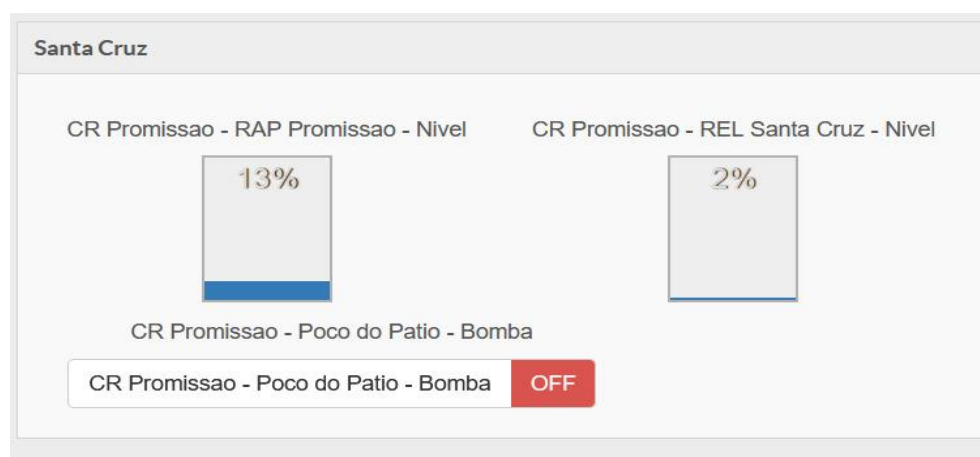 Santa Cruz
CR Promissao - RAP Promissao - Nivel
CR Promissao - REL Santa Cruz - Nivel
13%
2%
CR Promissao - Poco do Patio - Bomba
CR Promissao - Poco do Patio - Bomba OFF